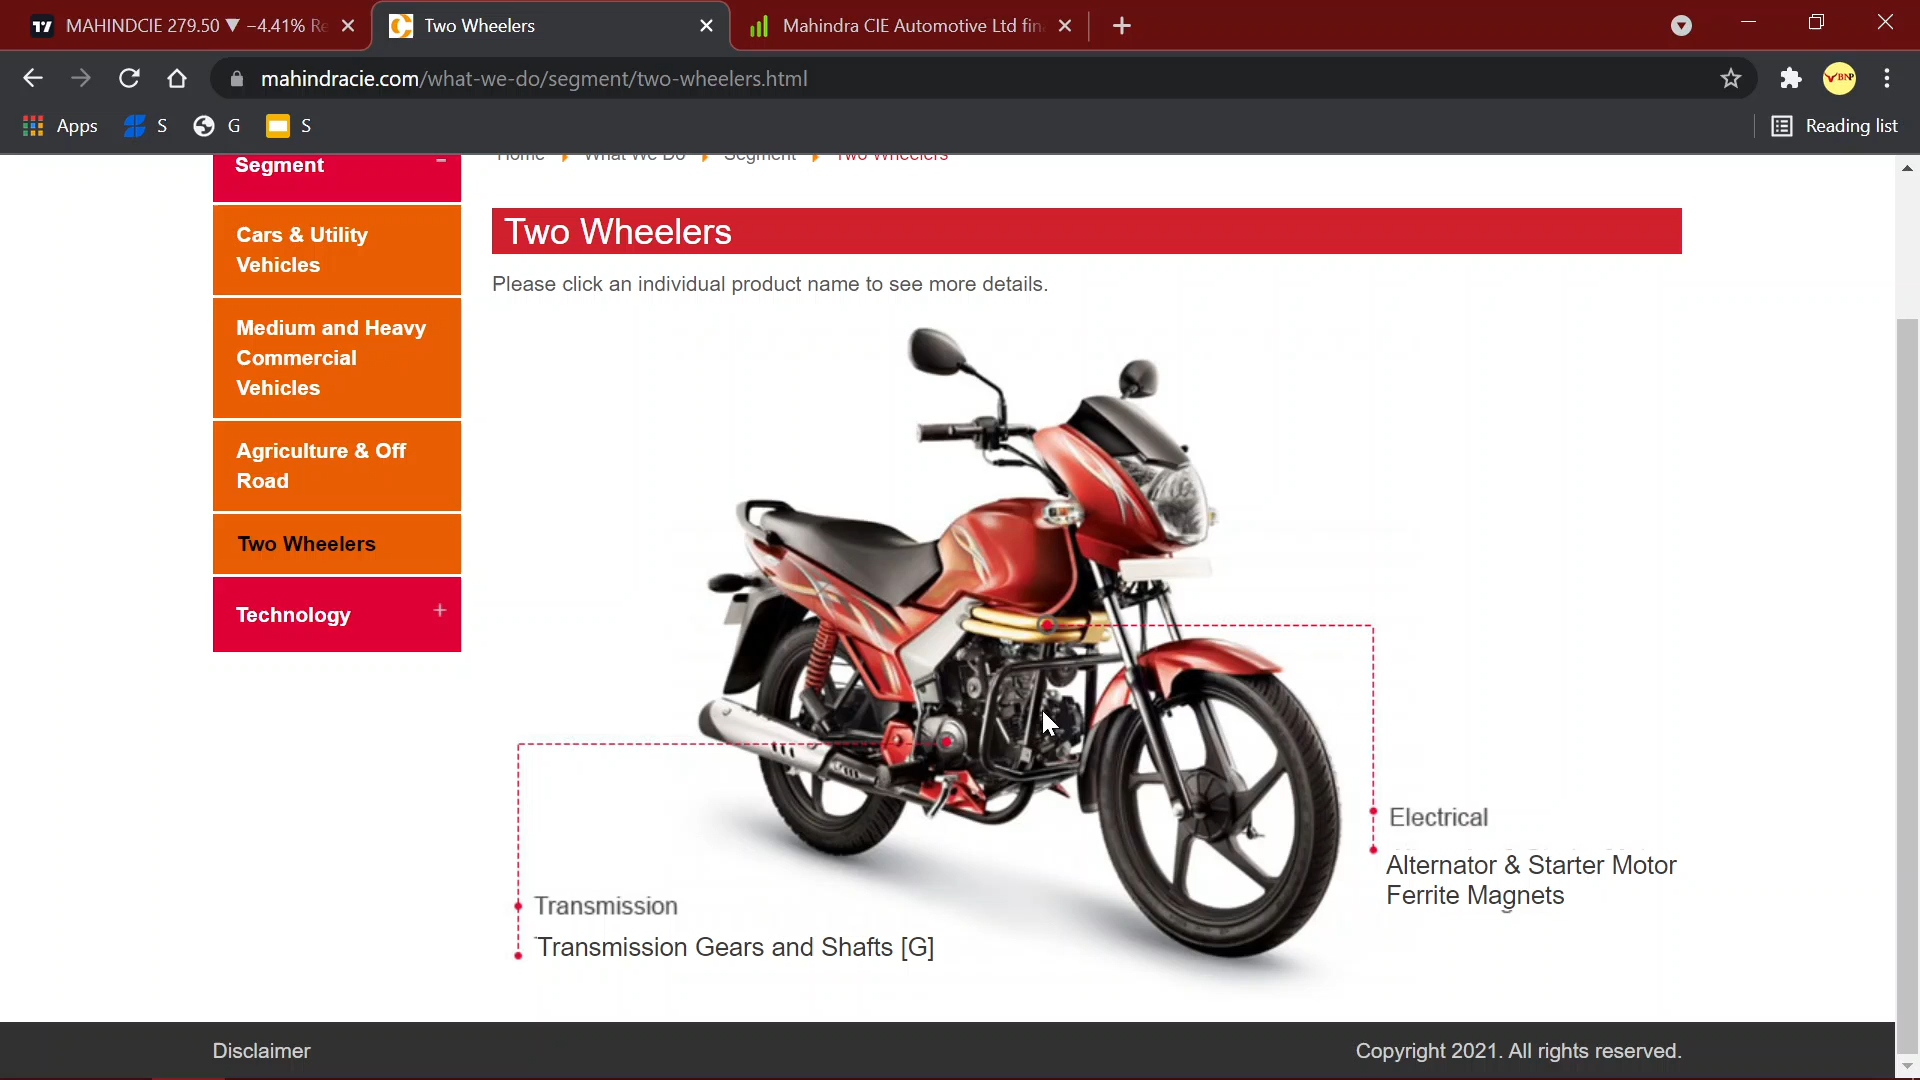 MAHINDCIE 279.50 ▼ −4.41%
Two Wheelers
Mahindra CIE Automotive Ltd
mahindracie.com/what-we-do/segment/two-wheelers.html
BNP
Apps
S
G
S
Reading list
Home What We Do Segment Two Wheelers
Segment
−
Cars & Utility
Vehicles
Medium and Heavy
Commercial
Vehicles
Agriculture & Off
Road
Two Wheelers
Technology
+
Two Wheelers
Please click an individual product name to see more details.
Electrical
Alternator & Starter Motor
Ferrite Magnets
Transmission
Transmission Gears and Shafts [G]
Disclaimer
Copyright 2021. All rights reserved.